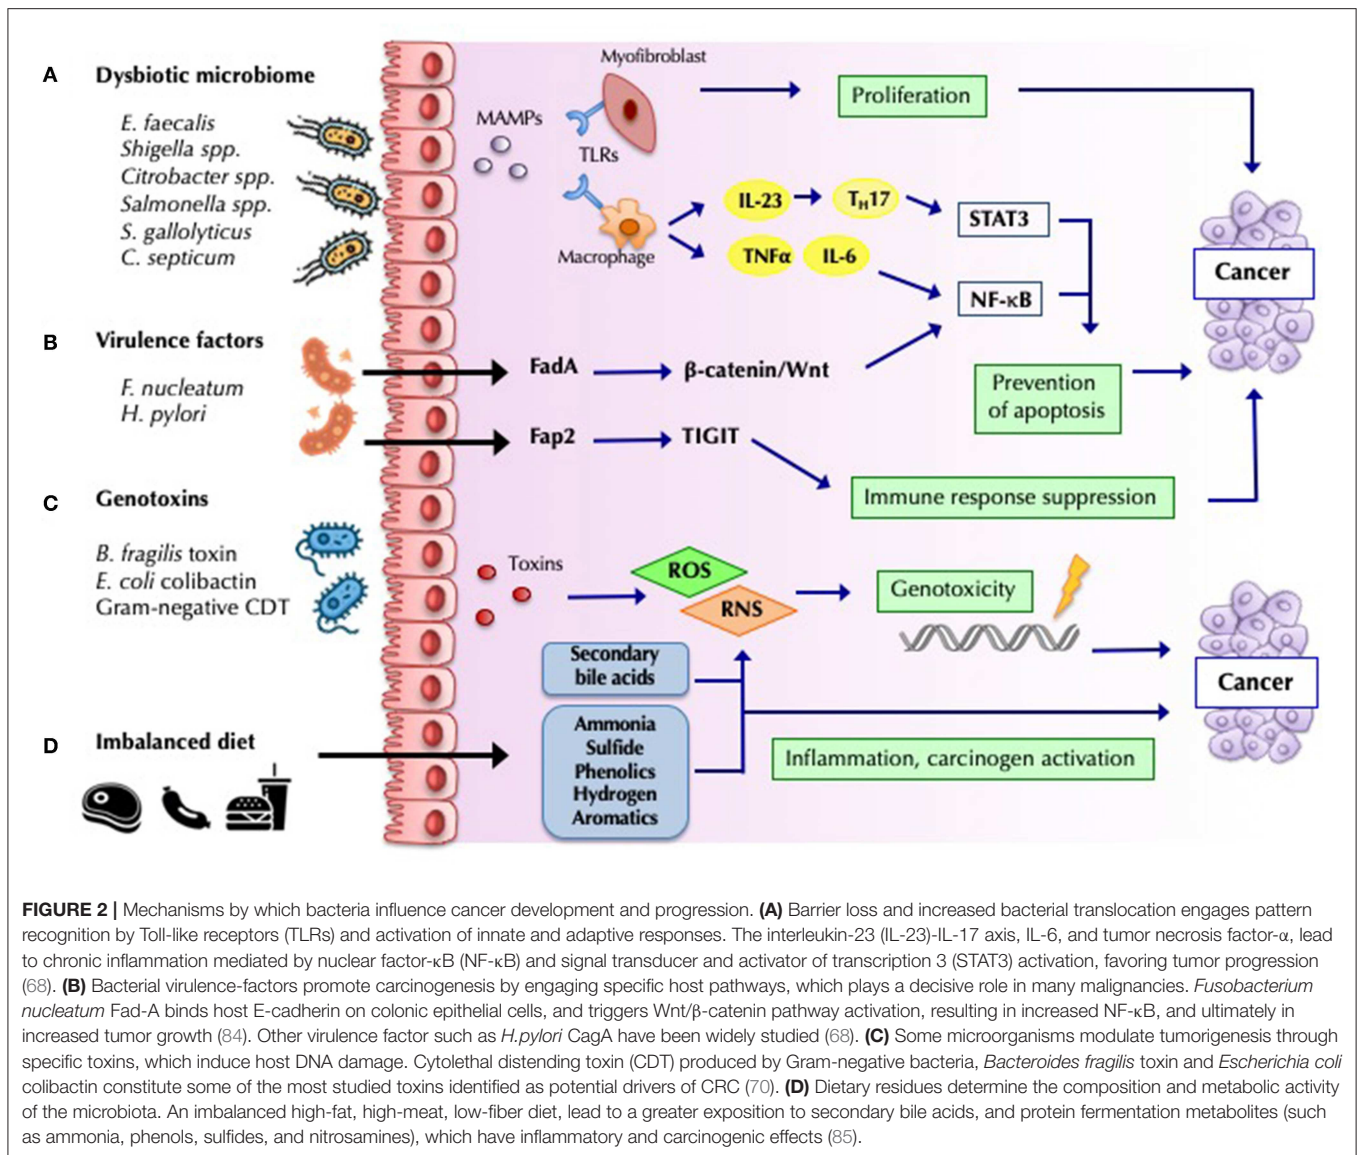 A
Dysbiotic microbiome
E. faecalis
Shigella spp.
Citrobacter spp.
Salmonella spp.
S. gallolyticus
C. septicum
MAMPs
Myofibroblast
TLRs
Macrophage
Proliferation
IL-23
TH17
STAT3
TNFα
IL-6
NF-κB
Cancer
B
Virulence factors
F. nucleatum
H. pylori
FadA
β-catenin/Wnt
Prevention
of apoptosis
Fap2
TIGIT
Immune response suppression
C
Genotoxins
B. fragilis toxin
E. coli colibactin
Gram-negative CDT
Toxins
ROS
RNS
Genotoxicity
Secondary
bile acids
Cancer
D
Imbalanced diet
Ammonia
Sulfide
Phenolics
Hydrogen
Aromatics
Inflammation, carcinogen activation
FIGURE 2 | Mechanisms by which bacteria influence cancer development and progression. (A) Barrier loss and increased bacterial translocation engages pattern
recognition by Toll-like receptors (TLRs) and activation of innate and adaptive responses. The interleukin-23 (IL-23)-IL-17 axis, IL-6, and tumor necrosis factor-α, lead
to chronic inflammation mediated by nuclear factor-κB (NF-κB) and signal transducer and activator of transcription 3 (STAT3) activation, favoring tumor progression
(68). (B) Bacterial virulence-factors promote carcinogenesis by engaging specific host pathways, which plays a decisive role in many malignancies. Fusobacterium
nucleatum Fad-A binds host E-cadherin on colonic epithelial cells, and triggers Wnt/β-catenin pathway activation, resulting in increased NF-κB, and ultimately in
increased tumor growth (84). Other virulence factor such as H.pylori CagA have been widely studied (68). (C) Some microorganisms modulate tumorigenesis through
specific toxins, which induce host DNA damage. Cytolethal distending toxin (CDT) produced by Gram-negative bacteria, Bacteroides fragilis toxin and Escherichia coli
colibactin constitute some of the most studied toxins identified as potential drivers of CRC (70). (D) Dietary residues determine the composition and metabolic activity
of the microbiota. An imbalanced high-fat, high-meat, low-fiber diet, lead to a greater exposition to secondary bile acids, and protein fermentation metabolites (such
as ammonia, phenols, sulfides, and nitrosamines), which have inflammatory and carcinogenic effects (85).